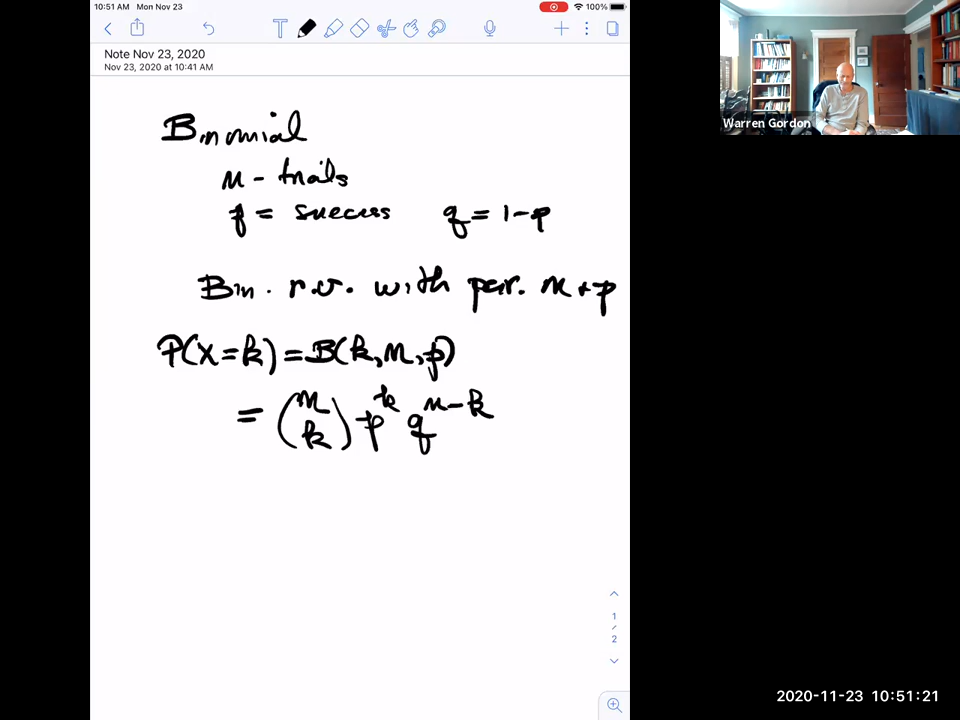 10:51 AM Mon Nov 23
100%
Note Nov 23, 2020
Nov 23, 2020 at 10:41 AM
Binomial
n - trials
p = success q = 1-p
Bin. r.v. with par. n + p
P(X=k) = B(k,n,p)
= (n k) p^k q^n-k
1
/
2
Warren Gordon
2020-11-23 10:51:21